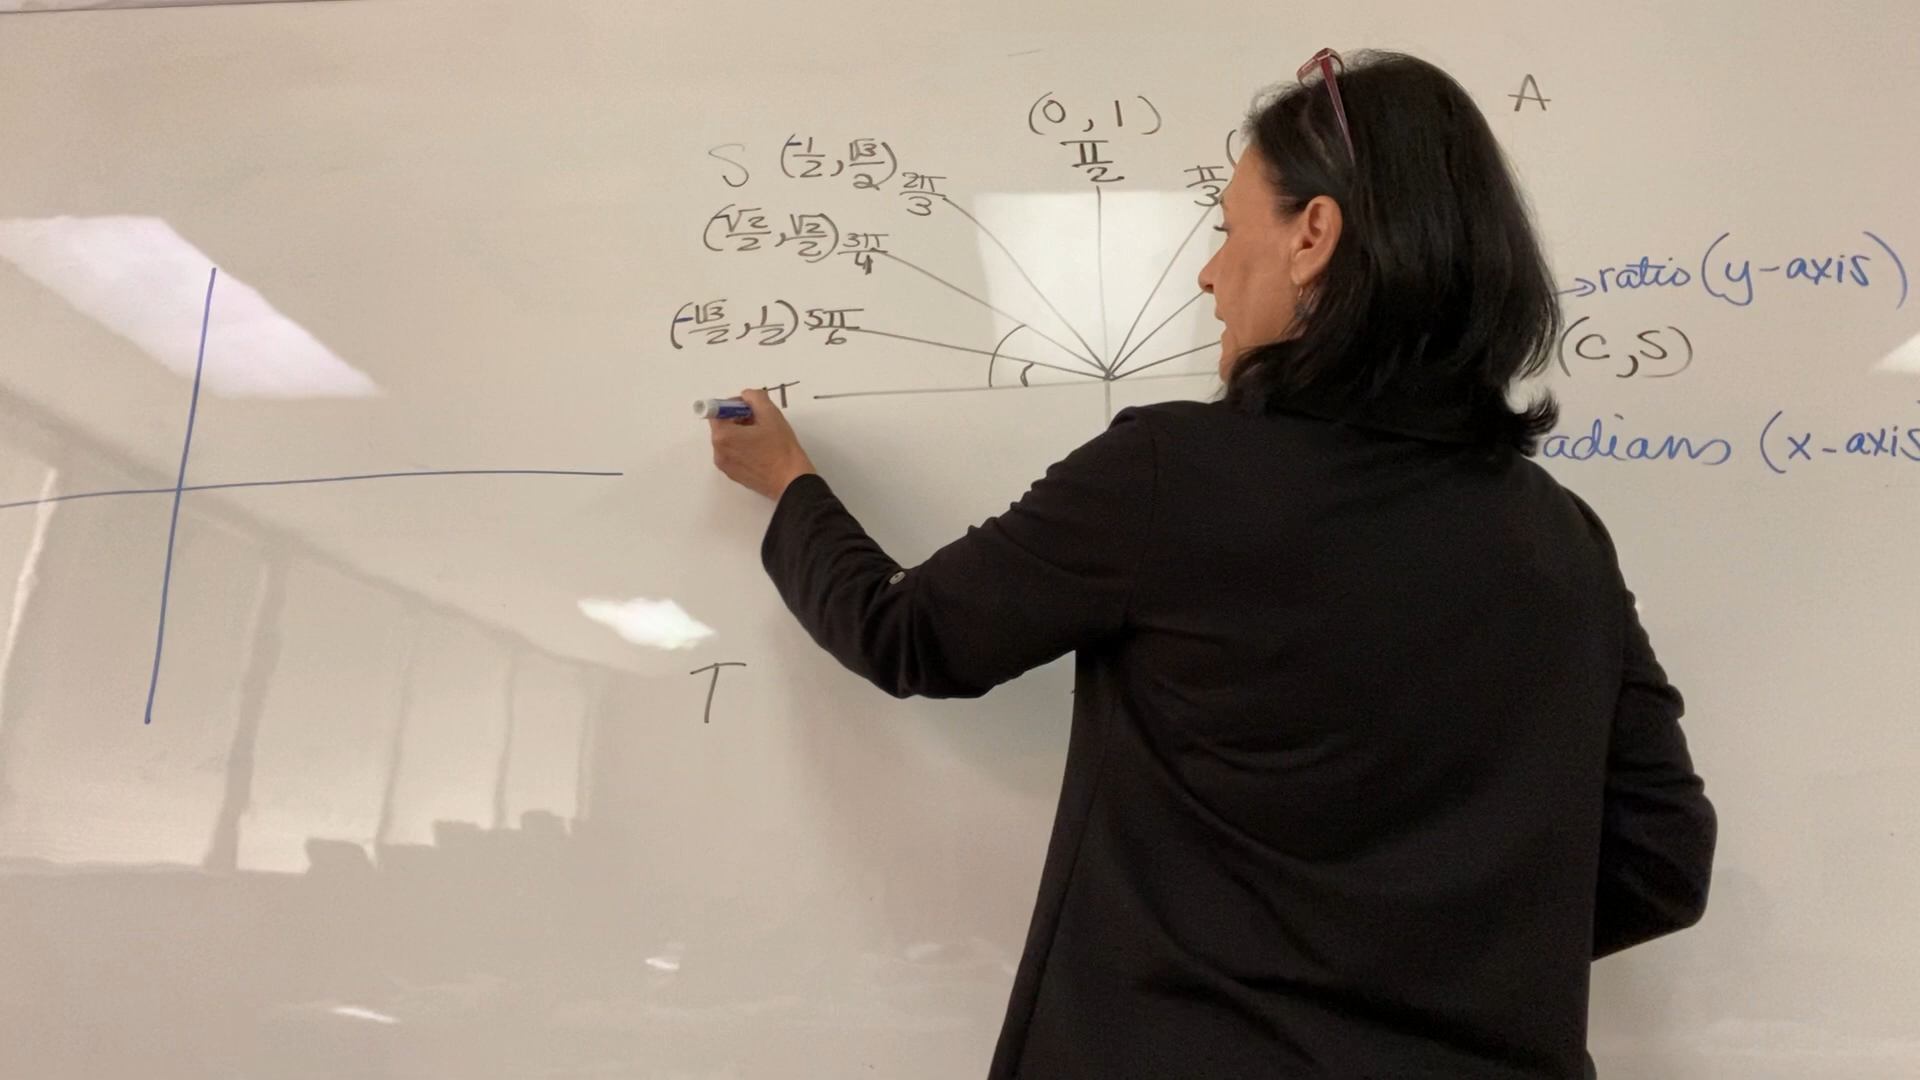 A
(0, 1)
π/2
S (-1/2, √3/2) 2π/3
π/3
(-√2/2, √2/2) 3π/4
→ratio (y-axis)
(-√3/2, 1/2) 5π/6
(C, S)
π
adians (x-axis
T